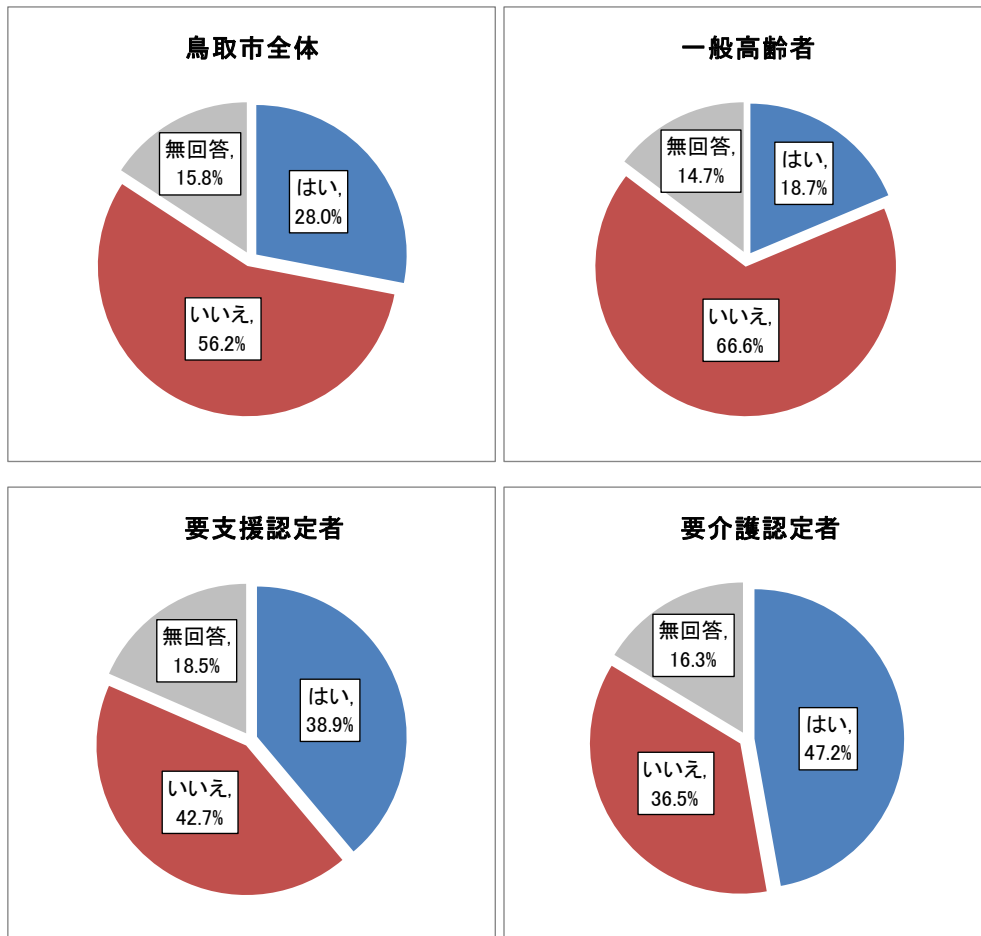 鳥取市全体
無回答,
15.8%
はい,
28.0%
いいえ,
56.2%
一般高齢者
無回答,
14.7%
はい,
18.7%
いいえ,
66.6%
要支援認定者
無回答,
18.5%
はい,
38.9%
いいえ,
42.7%
要介護認定者
無回答,
16.3%
はい,
47.2%
いいえ,
36.5%